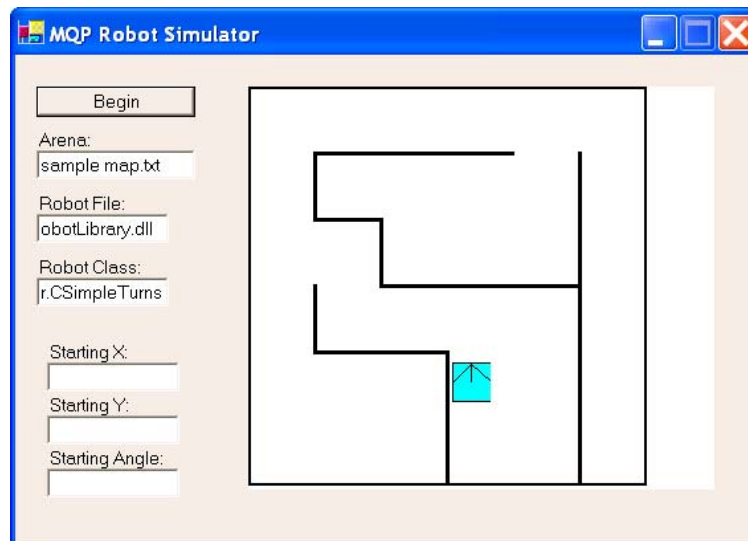 MQP Robot Simulator
Begin
Arena:
sample map.txt
Robot File:
obotLibrary.dll
Robot Class:
r.CSimpleTurns
Starting X:
Starting Y:
Starting Angle: